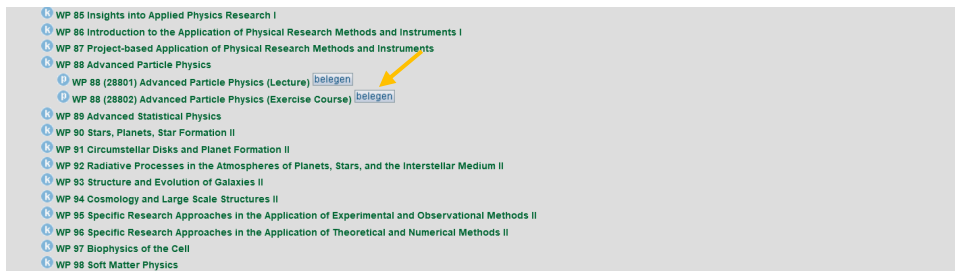 k WP 85 Insights into Applied Physics Research I
k WP 86 Introduction to the Application of Physical Research Methods and Instruments I
k WP 87 Project-based Application of Physical Research Methods and Instruments
k WP 88 Advanced Particle Physics
p WP 88 (28801) Advanced Particle Physics (Lecture) belegen
p WP 88 (28802) Advanced Particle Physics (Exercise Course) belegen
k WP 89 Advanced Statistical Physics
k WP 90 Stars, Planets, Star Formation II
k WP 91 Circumstellar Disks and Planet Formation II
k WP 92 Radiative Processes in the Atmospheres of Planets, Stars, and the Interstellar Medium II
k WP 93 Structure and Evolution of Galaxies II
k WP 94 Cosmology and Large Scale Structures II
k WP 95 Specific Research Approaches in the Application of Experimental and Observational Methods II
k WP 96 Specific Research Approaches in the Application of Theoretical and Numerical Methods II
k WP 97 Biophysics of the Cell
k WP 98 Soft Matter Physics